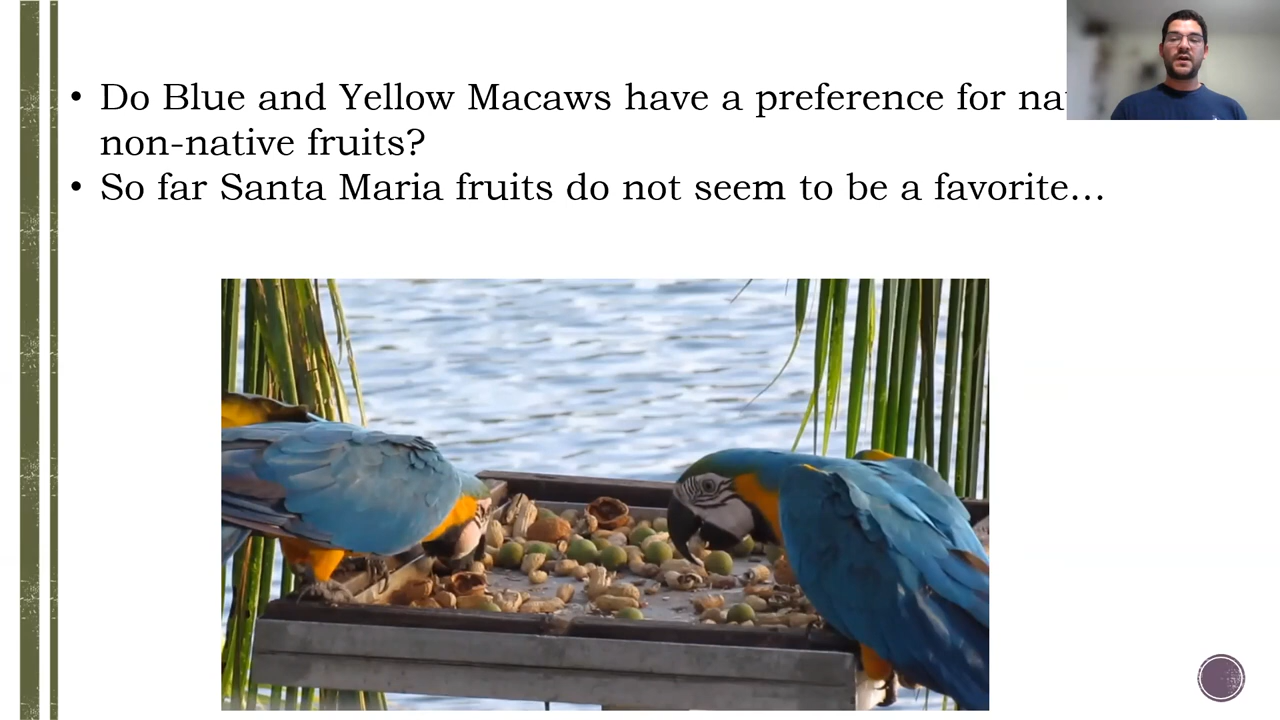 • Do Blue and Yellow Macaws have a preference for
non-native fruits?
• So far Santa Maria fruits do not seem to be a favorite...